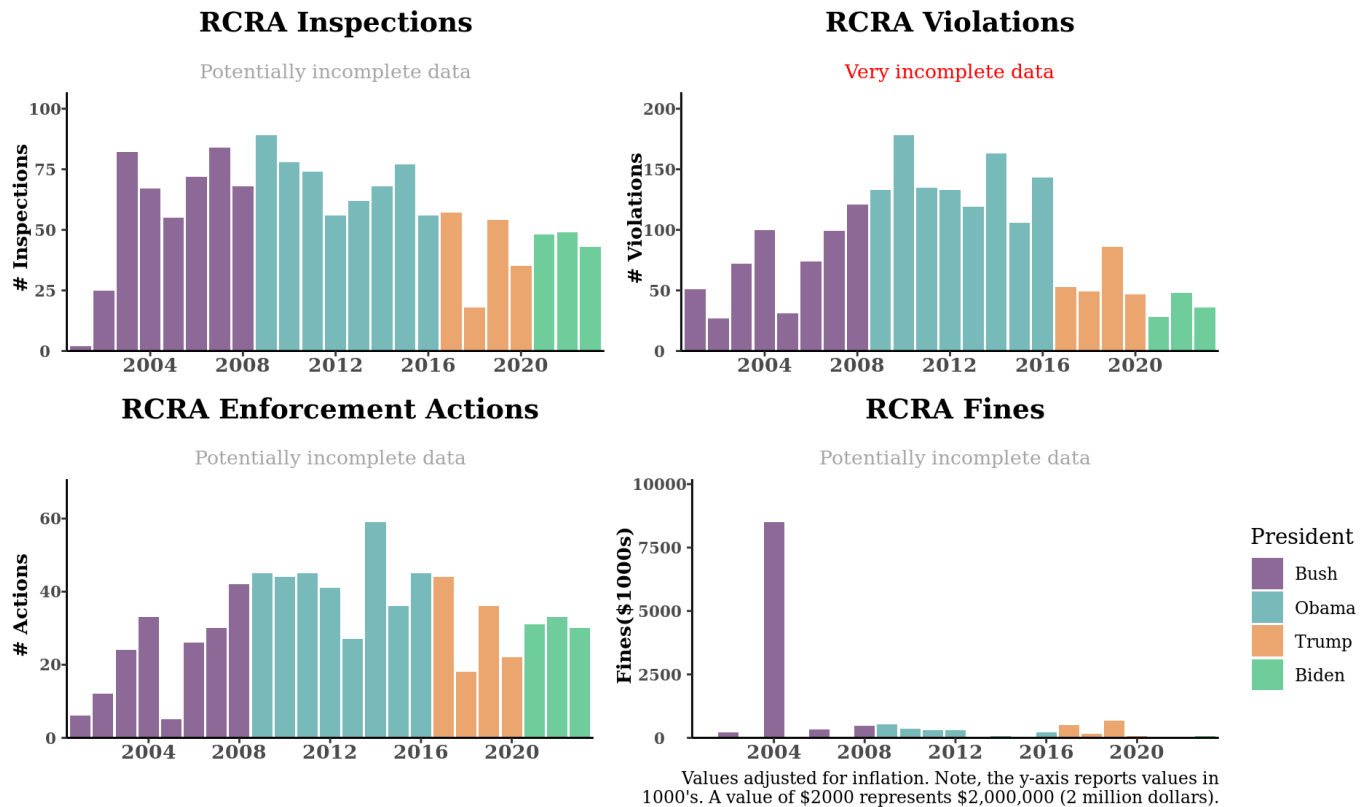 RCRA Inspections
Potentially incomplete data
# Inspections
100
75
50
25
0
2004
2008
2012
2016
2020
RCRA Violations
Very incomplete data
# Violations
200
150
100
50
0
2004
2008
2012
2016
2020
RCRA Enforcement Actions
Potentially incomplete data
# Actions
60
40
20
0
2004
2008
2012
2016
2020
RCRA Fines
Potentially incomplete data
Fines($1000s)
10000
7500
5000
2500
0
2004
2008
2012
2016
2020
Values adjusted for inflation. Note, the y-axis reports values in
1000's. A value of $2000 represents $2,000,000 (2 million dollars).
President
Bush
Obama
Trump
Biden